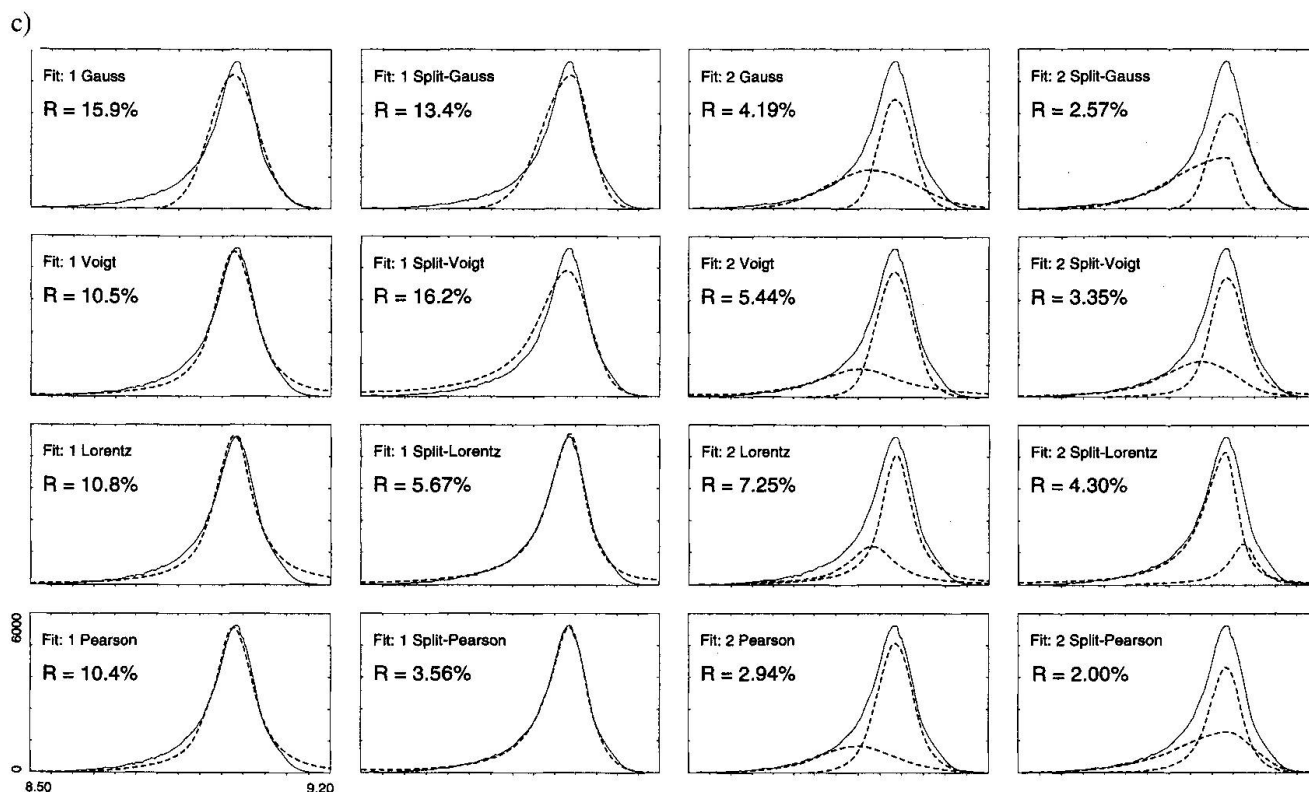 c)
Fit: 1 Gauss
R = 15.9%
Fit: 1 Split-Gauss
R = 13.4%
Fit: 2 Gauss
R = 4.19%
Fit: 2 Split-Gauss
R = 2.57%
Fit: 1 Voigt
R = 10.5%
Fit: 1 Split-Voigt
R = 16.2%
Fit: 2 Voigt
R = 5.44%
Fit: 2 Split-Voigt
R = 3.35%
Fit: 1 Lorentz
R = 10.8%
Fit: 1 Split-Lorentz
R = 5.67%
Fit: 2 Lorentz
R = 7.25%
Fit: 2 Split-Lorentz
R = 4.30%
6000
Fit: 1 Pearson
R = 10.4%
Fit: 1 Split-Pearson
R = 3.56%
Fit: 2 Pearson
R = 2.94%
Fit: 2 Split-Pearson
R = 2.00%
0
8.50
9.20